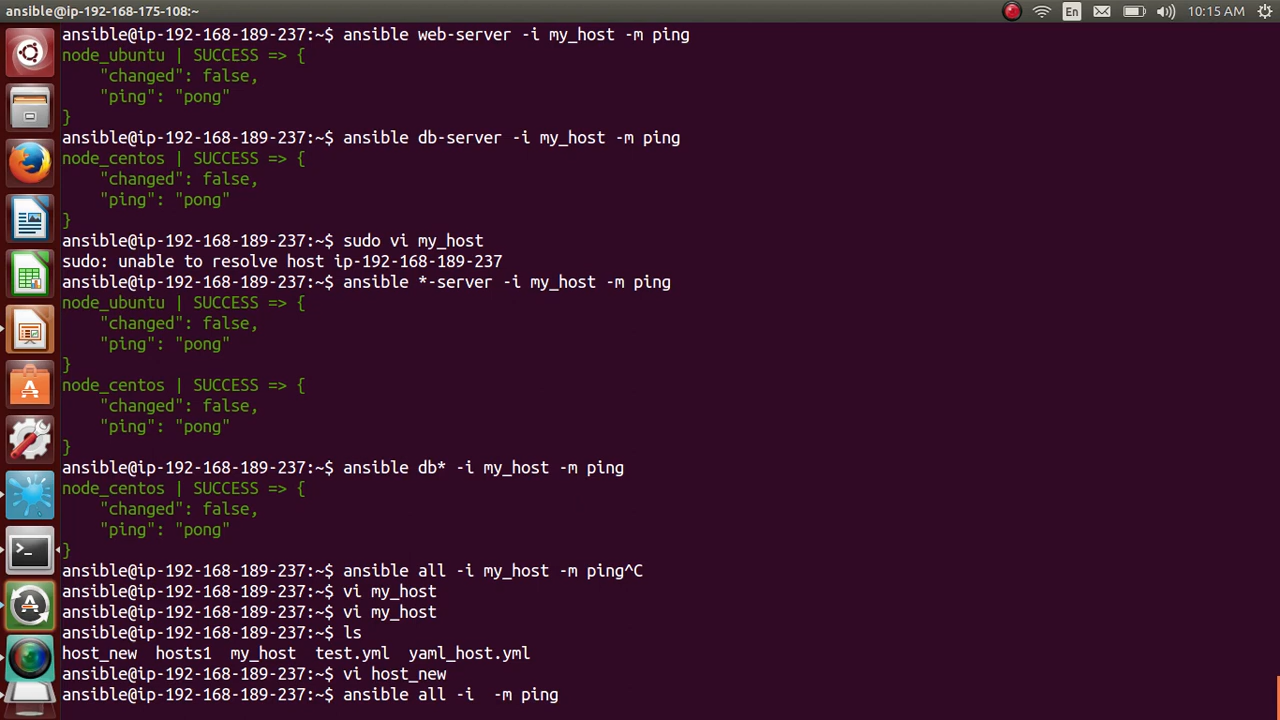 ansible@ip-192-168-175-108:~
En
10:15 AM
ansible@ip-192-168-189-237:~$ ansible web-server -i my_host -m ping
node_ubuntu | SUCCESS => {
"changed": false,
"ping": "pong"
}
ansible@ip-192-168-189-237:~$ ansible db-server -i my_host -m ping
node_centos | SUCCESS => {
"changed": false,
"ping": "pong"
}
ansible@ip-192-168-189-237:~$ sudo vi my_host
sudo: unable to resolve host ip-192-168-189-237
ansible@ip-192-168-189-237:~$ ansible *-server -i my_host -m ping
node_ubuntu | SUCCESS => {
"changed": false,
"ping": "pong"
}
node_centos | SUCCESS => {
"changed": false,
"ping": "pong"
}
ansible@ip-192-168-189-237:~$ ansible db* -i my_host -m ping
node_centos | SUCCESS => {
"changed": false,
"ping": "pong"
}
ansible@ip-192-168-189-237:~$ ansible all -i my_host -m ping^C
ansible@ip-192-168-189-237:~$ vi my_host
ansible@ip-192-168-189-237:~$ vi my_host
ansible@ip-192-168-189-237:~$ ls
host_new  hosts1  my_host  test.yml  yaml_host.yml
ansible@ip-192-168-189-237:~$ vi host_new
ansible@ip-192-168-189-237:~$ ansible all -i  -m ping